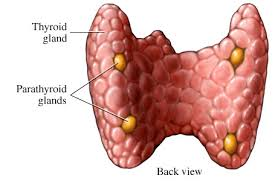 Thyroid
gland
Parathyroid
glands
Back view